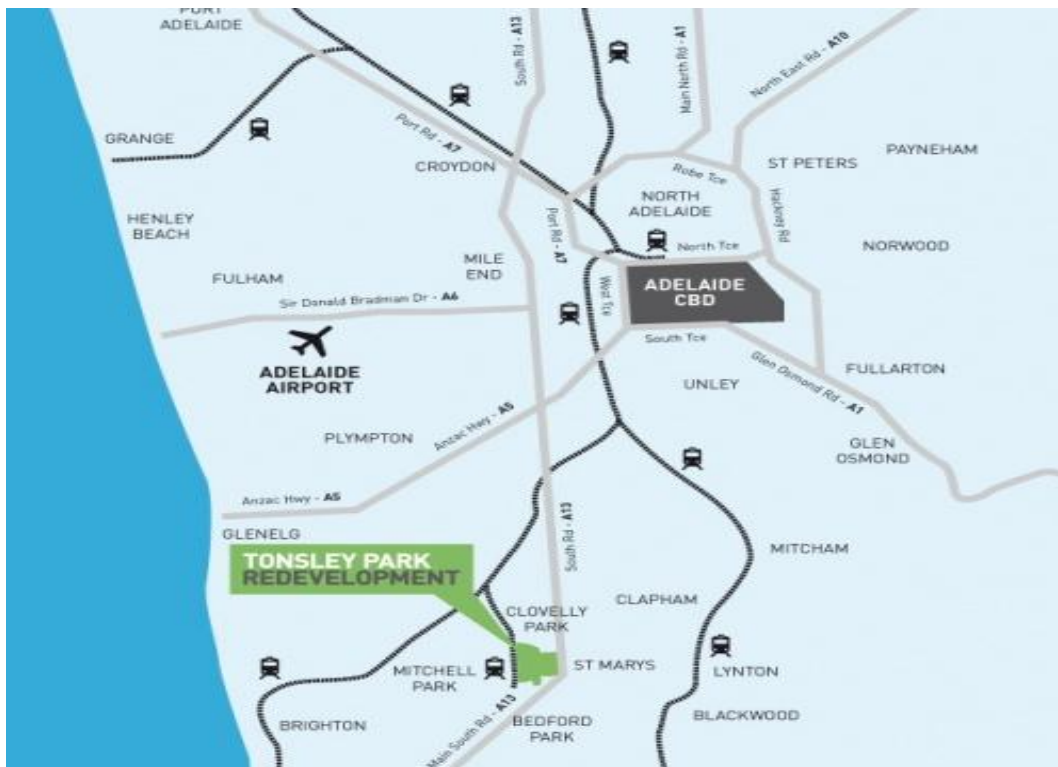 PORT
ADELAIDE
South Rd - A13
Main North Rd - A1
North East Rd - A10
GRANGE
Port Rd - A7
CROYDON
Robe Tce
ST PETERS
PAYNEHAM
HENLEY
BEACH
NORTH
ADELAIDE
Hackney Rd
Port Rd - A7
North Tce
NORWOOD
FULHAM
MILE
END
ADELAIDE
CBD
West Tce
Sir Donald Bradman Dr - A6
South Tce
ADELAIDE
AIRPORT
UNLEY
Glen Osmond Rd - A1
FULLARTON
PLYMPTON
Anzac Hwy - A5
GLEN
OSMOND
Anzac Hwy - A5
GLENELG
South Rd - A13
MITCHAM
TONSLEY PARK
REDEVELOPMENT
CLOVELLY
PARK
CLAPHAM
MITCHELL
PARK
ST MARYS
LYNTON
BRIGHTON
Main South Rd - A13
BEDFORD
PARK
BLACKWOOD